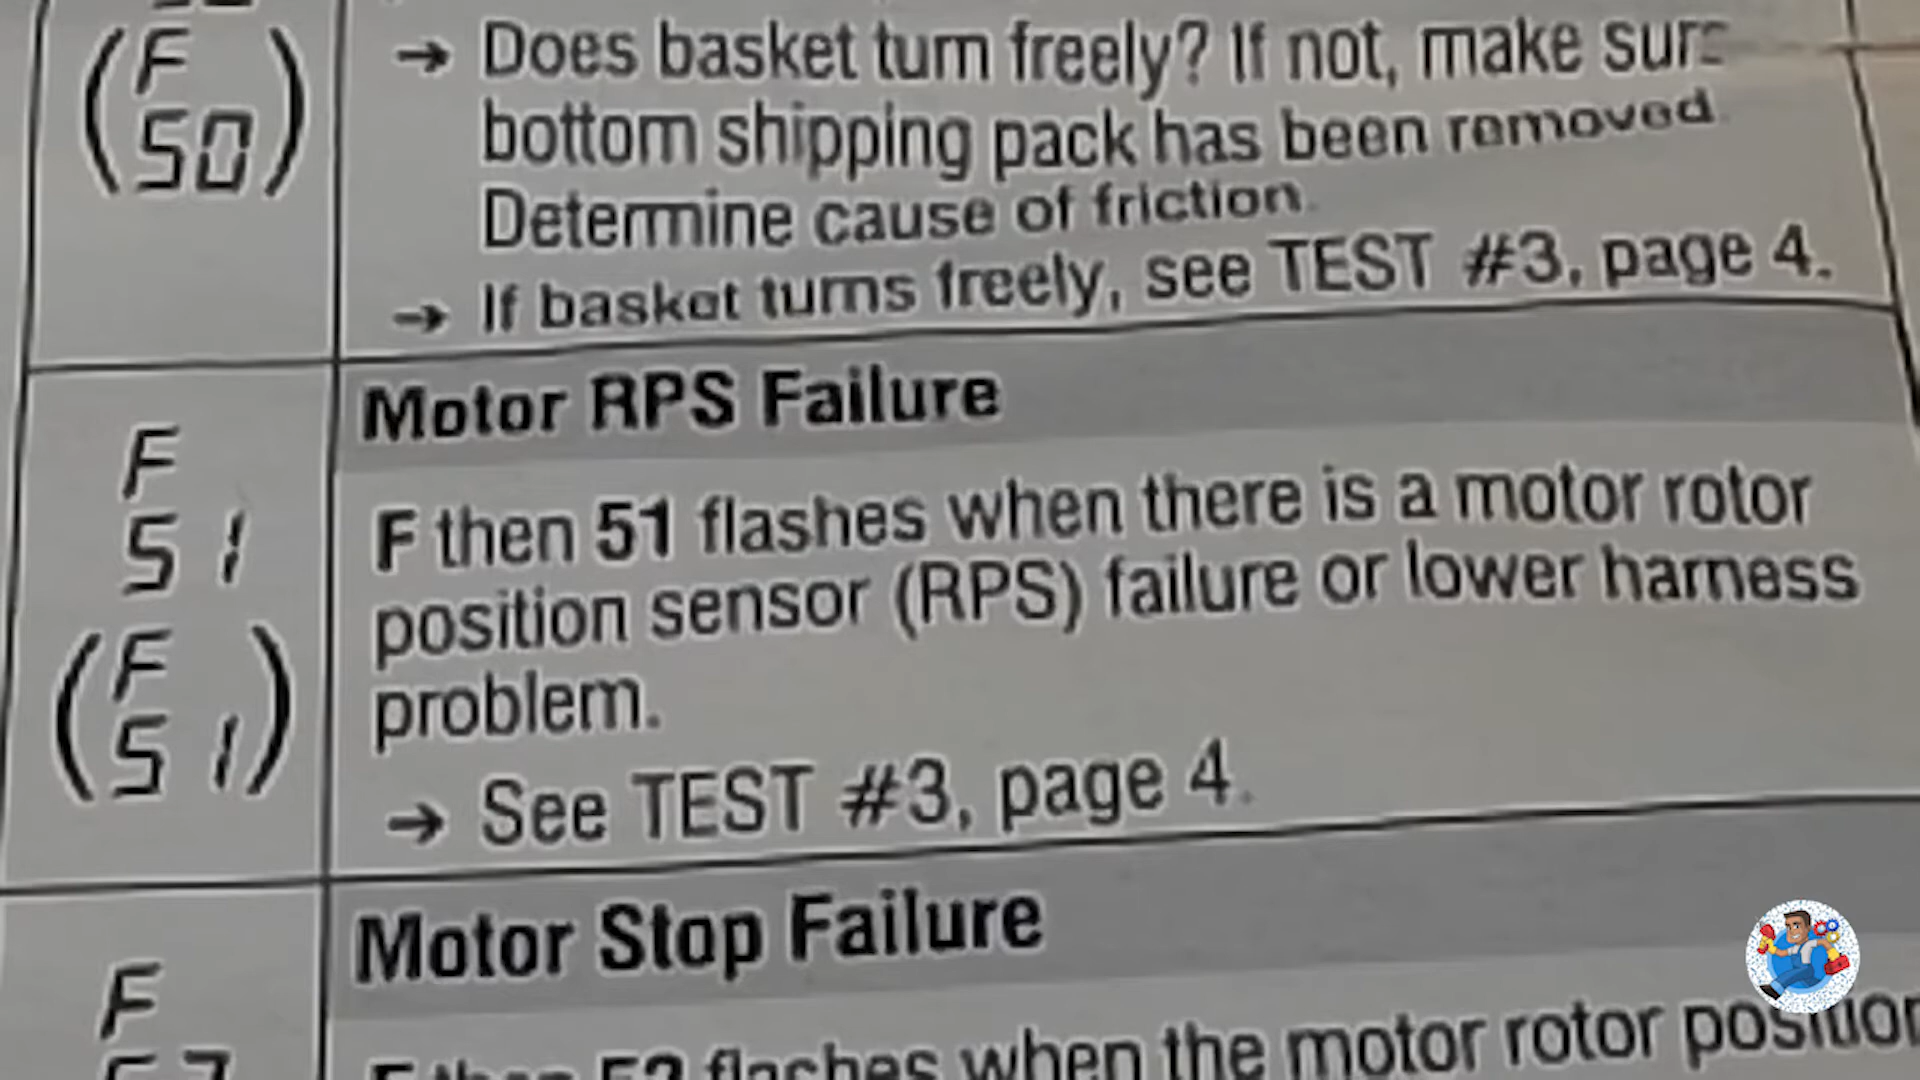 F
50
→ Does basket turn freely? If not, make sure
bottom shipping pack has been removed.
Determine cause of friction.
→ If basket turns freely, see TEST #3, page 4.
Motor RPS Failure
F
51
(F
51)
F then 51 flashes when there is a motor rotor
position sensor (RPS) failure or lower harness
problem.
→ See TEST #3, page 4.
Motor Stop Failure
F
F then 52 flashes when the motor rotor position